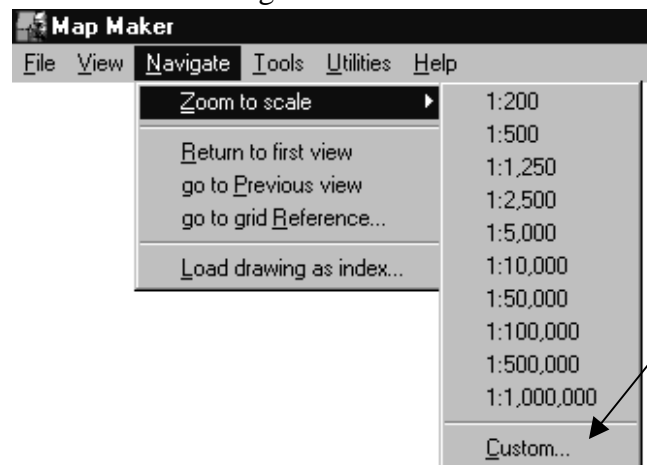 Map Maker
File View Navigate Tools Utilities Help
Zoom to scale
Return to first view
go to Previous view
go to grid Reference...
Load drawing as index...
1:200
1:500
1:1,250
1:2,500
1:5,000
1:10,000
1:50,000
1:100,000
1:500,000
1:1,000,000
Custom...